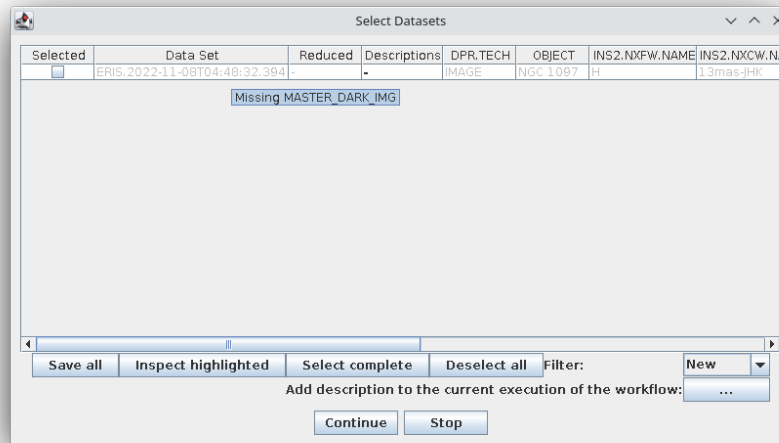 Select Datasets
Selected Data Set Reduced Descriptions DPR.TECH OBJECT INS2.NXFW.NAME INS2.NXCW.N
ERIS.2022-11-08T04:48:32.394 - - IMAGE NGC 1097 H 13mas-JHK
Missing MASTER_DARK_IMG
Save all Inspect highlighted Select complete Deselect all Filter: New
Add description to the current execution of the workflow: ...
Continue Stop